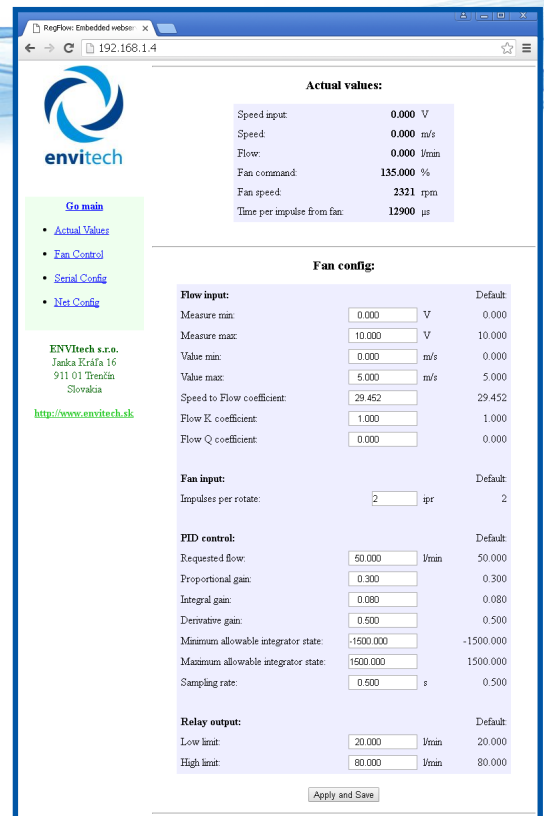 RegFlow: Embedded webser
192.168.1.4
envitech
Go main
Actual Values
Fan Control
Serial Config
Net Config
ENVItech s.r.o.
Janka Kráľa 16
911 01 Trenčín
Slovakia
http://www.envitech.sk
Actual values:
Speed input: 0.000 V
Speed: 0.000 m/s
Flow: 0.000 l/min
Fan command: 135.000 %
Fan speed: 2321 rpm
Time per impulse from fan: 12900 µs
Fan config:
Flow input: Default:
Measure min: 0.000 V 0.000
Measure max: 10.000 V 10.000
Value min: 0.000 m/s 0.000
Value max: 5.000 m/s 5.000
Speed to Flow coefficient: 29.452 29.452
Flow K coefficient: 1.000 1.000
Flow Q coefficient: 0.000 0.000
Fan input: Default:
Impulses per rotate: 2 ipr 2
PID control: Default:
Requested flow: 50.000 l/min 50.000
Proportional gain: 0.300 0.300
Integral gain: 0.080 0.080
Derivative gain: 0.500 0.500
Minimum allowable integrator state: -1500.000 -1500.000
Maximum allowable integrator state: 1500.000 1500.000
Sampling rate: 0.500 s 0.500
Relay output: Default:
Low limit: 20.000 l/min 20.000
High limit: 80.000 l/min 80.000
Apply and Save